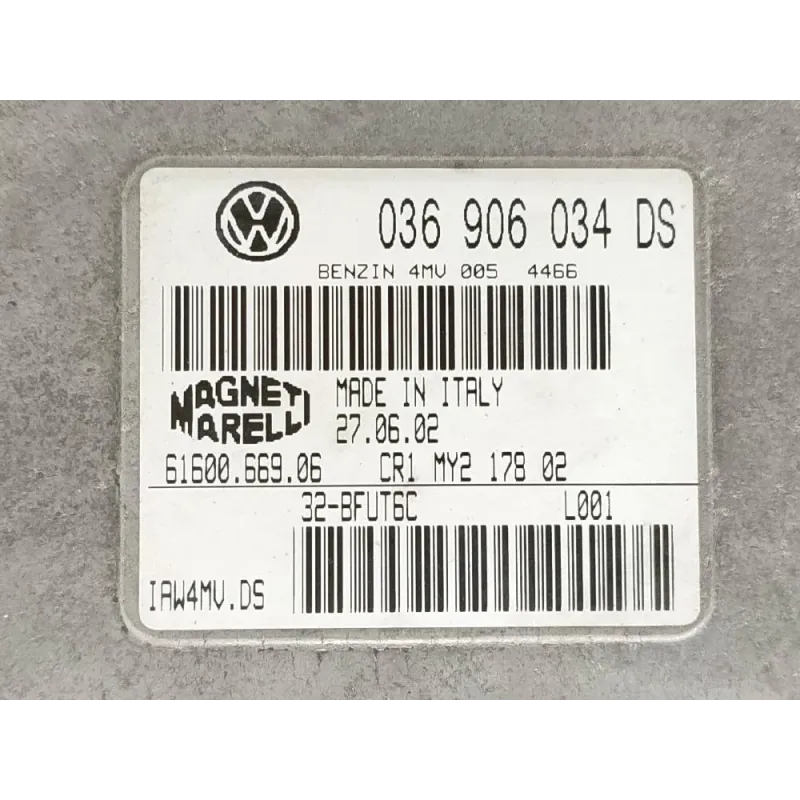 VW
036 906 034 DS
BENZIN 4MV 005 4466
MAGNETI
MARELLI
MADE IN ITALY
27.06.02
61600.669.06 CR1 MY2 178 02
32-BFUT6C L001
IAW4MV.DS